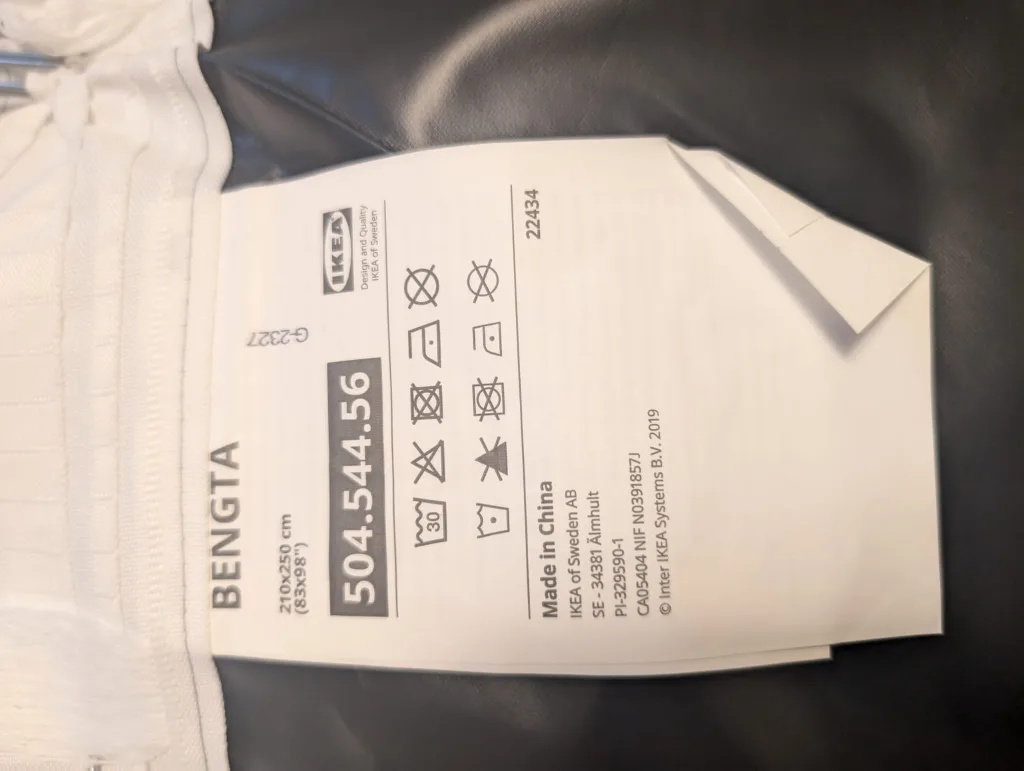 BENGTA
G-2327
210x250 cm
(83x98")
504.544.56
IKEA
Design and Quality
IKEA of Sweden
30
22434
Made in China
IKEA of Sweden AB
SE - 34381 Älmhult
PI-329590-1
CA05404 NIF N0391857J
© Inter IKEA Systems B.V. 2019